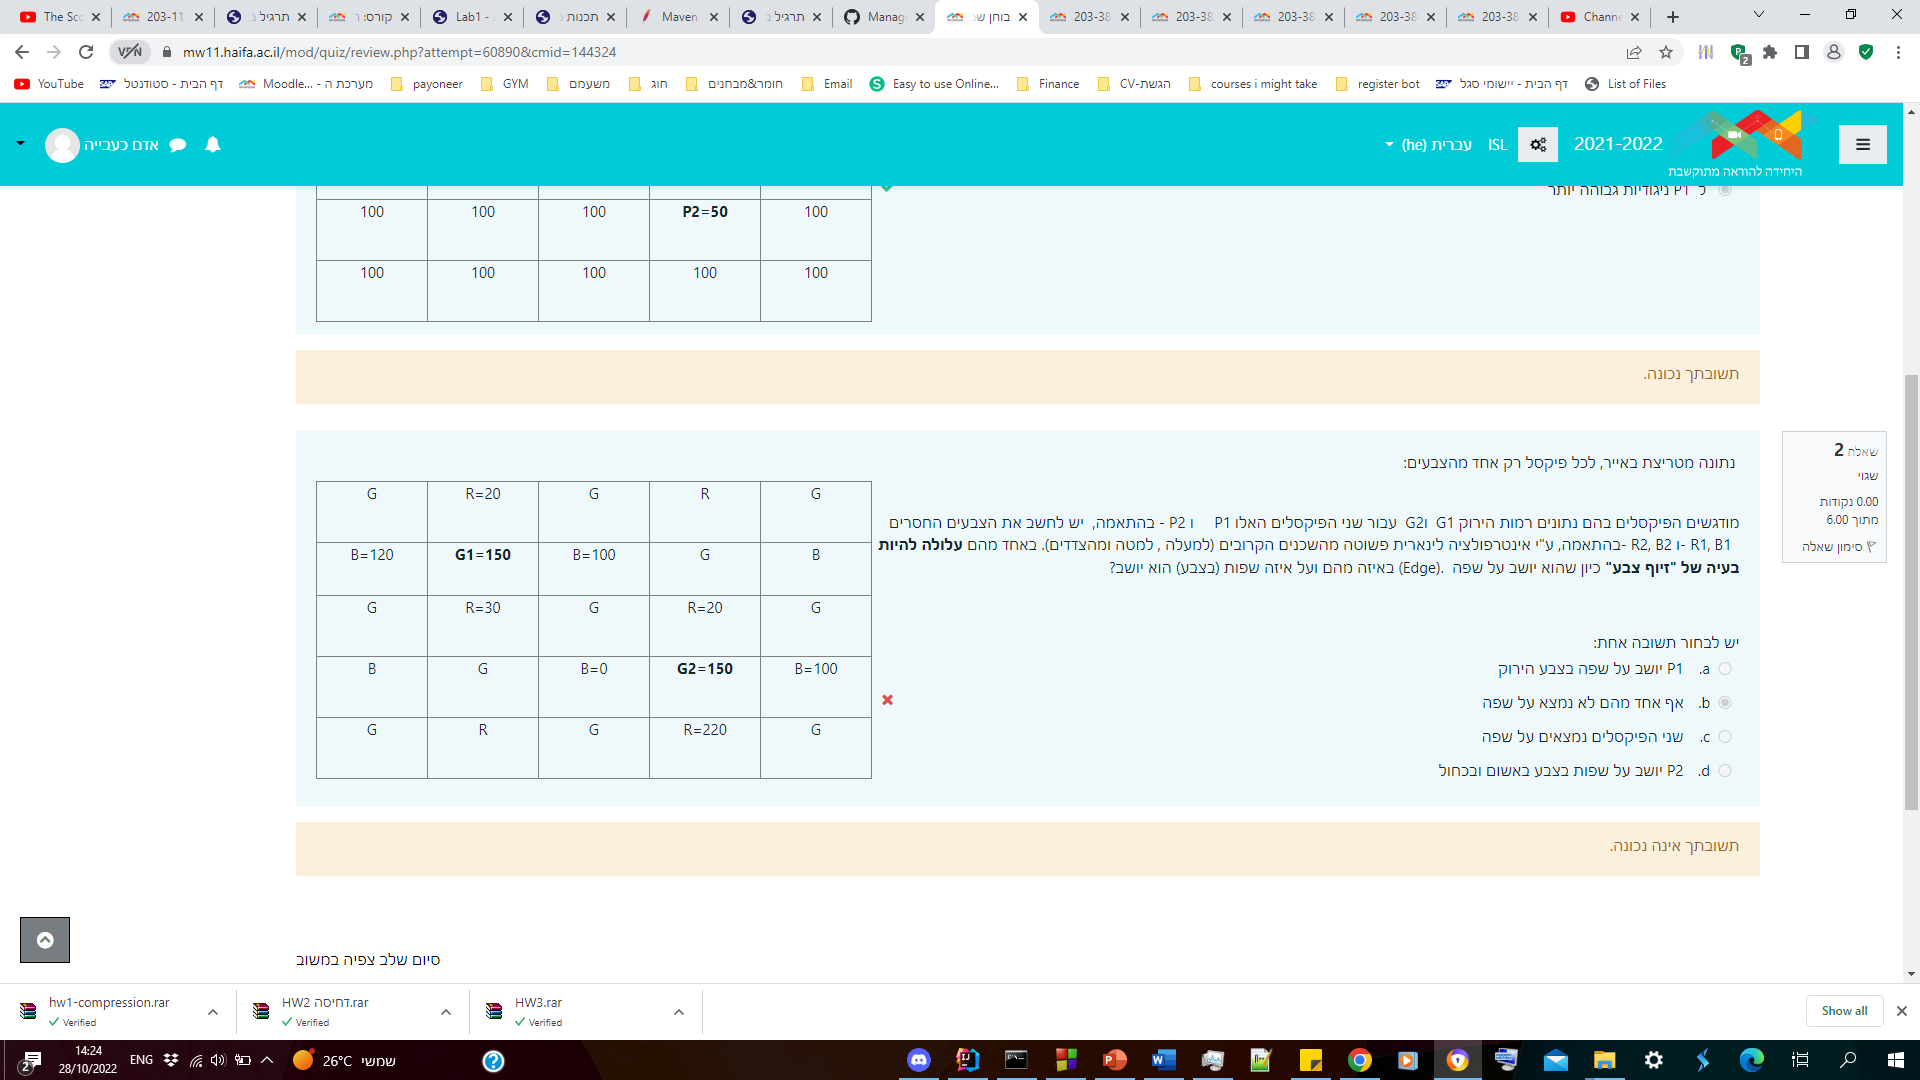 The Sco
203-11
תרגיל ב
קורס: ר
Lab1 -
תכנות
Maven
תרגיל ב
Manag
בוחן שנ
203-38
203-38
203-38
203-38
203-38
Channe
VPN
mw11.haifa.ac.il/mod/quiz/review.php?attempt=60890&cmid=144324
2
YouTube
דף הבית - סטודנטל
מערכת ה - ...Moodle
payoneer
GYM
משעמם
חוג
חומר&מבחנים
Email
Easy to use Online...
Finance
הגשת-CV
courses i might take
register bot
דף הבית - יישומי סגל
List of Files
אדם כעבייה
עברית (he)
ISL
2021-2022
היחידה להוראה מתוקשבת
ל P1 ניגודיות גבוהה יותר
100 100 100 P2=50 100
100 100 100 100 100
תשובתך נכונה.
שאלה 2
שגוי
0.00 נקודות מתוך 6.00
סימון שאלה
נתונה מטריצת באייר, לכל פיקסל רק אחד מהצבעים:
G R=20 G R G
B=120 G1=150 B=100 G B
G R=30 G R=20 G
B G B=0 G2=150 B=100
G R G R=220 G
מודגשים הפיקסלים בהם נתונים רמות הירוק G1 וG2 עבור שני הפיקסלים האלו P1 ו P2 - בהתאמה, יש לחשב את הצבעים החסרים
R1, B1 -ו R2, B2 -בהתאמה, ע"י אינטרפולציה לינארית פשוטה מהשכנים הקרובים (למעלה , למטה ומהצדדים). באחד מהם עלולה להיות
בעיה של "זיוף צבע" כיון שהוא יושב על שפה .(Edge) באיזה מהם ועל איזה שפות (בצבע) הוא יושב?
יש לבחור תשובה אחת:
a. P1 יושב על שפה בצבע הירוק
b. אף אחד מהם לא נמצא על שפה
c. שני הפיקסלים נמצאים על שפה
d. P2 יושב על שפות בצבע באשום ובכחול
תשובתך אינה נכונה.
סיום שלב צפיה במשוב
hw1-compression.rar
Verified
HW2 דחיסה.rar
Verified
HW3.rar
Verified
Show all
2
14:24
28/10/2022
ENG
26°C שמשי